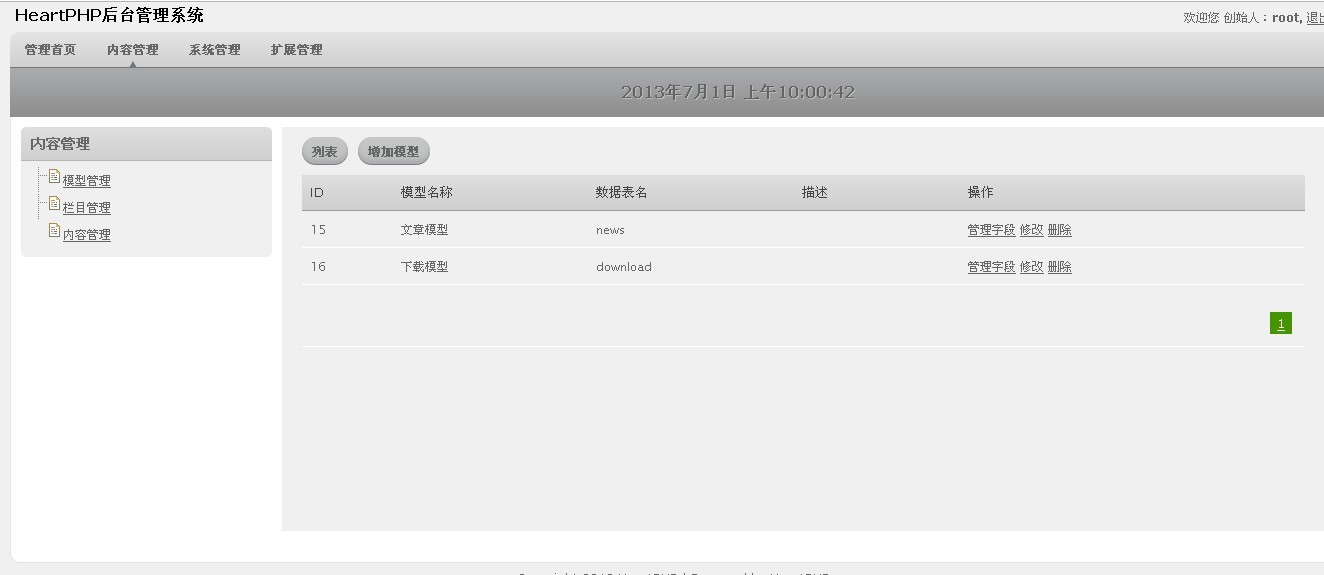 HeartPHP后台管理系统
欢迎您 创始人：root, 退出
管理首页 内容管理 系统管理 扩展管理
2013年7月1日 上午10:00:42
内容管理
模型管理
栏目管理
内容管理
列表 增加模型
ID 模型名称 数据表名 描述 操作
15 文章模型 news 管理字段 修改 删除
16 下载模型 download 管理字段 修改 删除
1